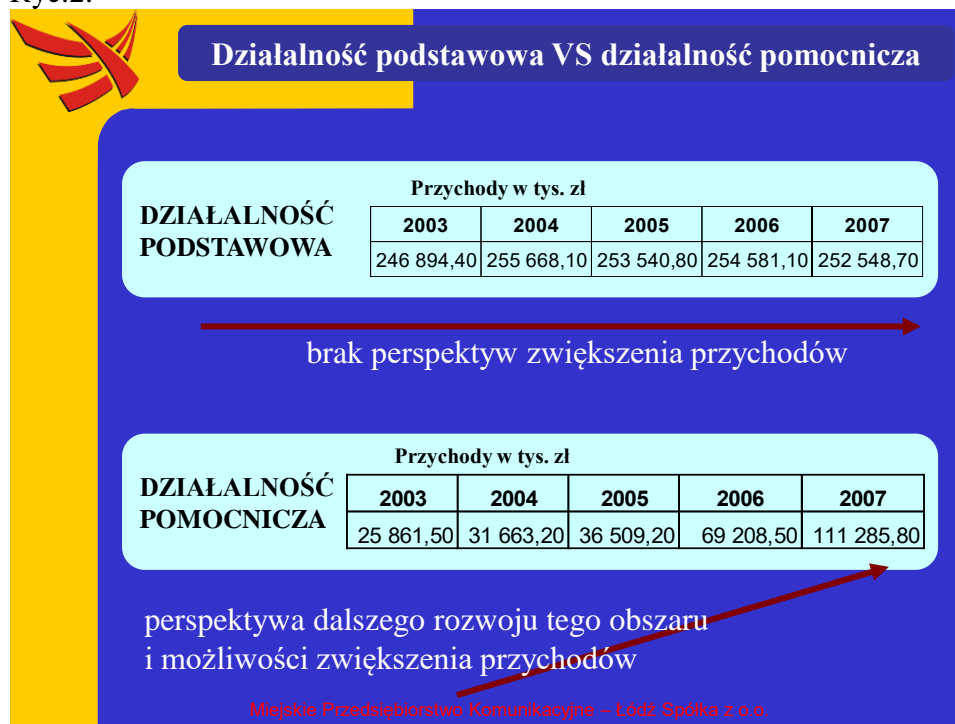 Ryc.2.
Działalność podstawowa VS działalność pomocnicza
Przychody w tys. zł
DZIAŁALNOŚĆ
PODSTAWOWA
2003 2004 2005 2006 2007
246 894,40 255 668,10 253 540,80 254 581,10 252 548,70
brak perspektyw zwiększenia przychodów
Przychody w tys. zł
DZIAŁALNOŚĆ
POMOCNICZA
2003 2004 2005 2006 2007
25 861,50 31 663,20 36 509,20 69 208,50 111 285,80
perspektywa dalszego rozwoju tego obszaru
i możliwości zwiększenia przychodów
Miejskie Przedsiębiorstwo Komunikacyjne – Łódź Spółka z o.o.